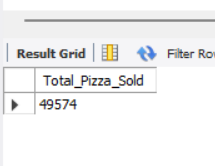 Result Grid Filter Row
Total_Pizza_Sold
49574